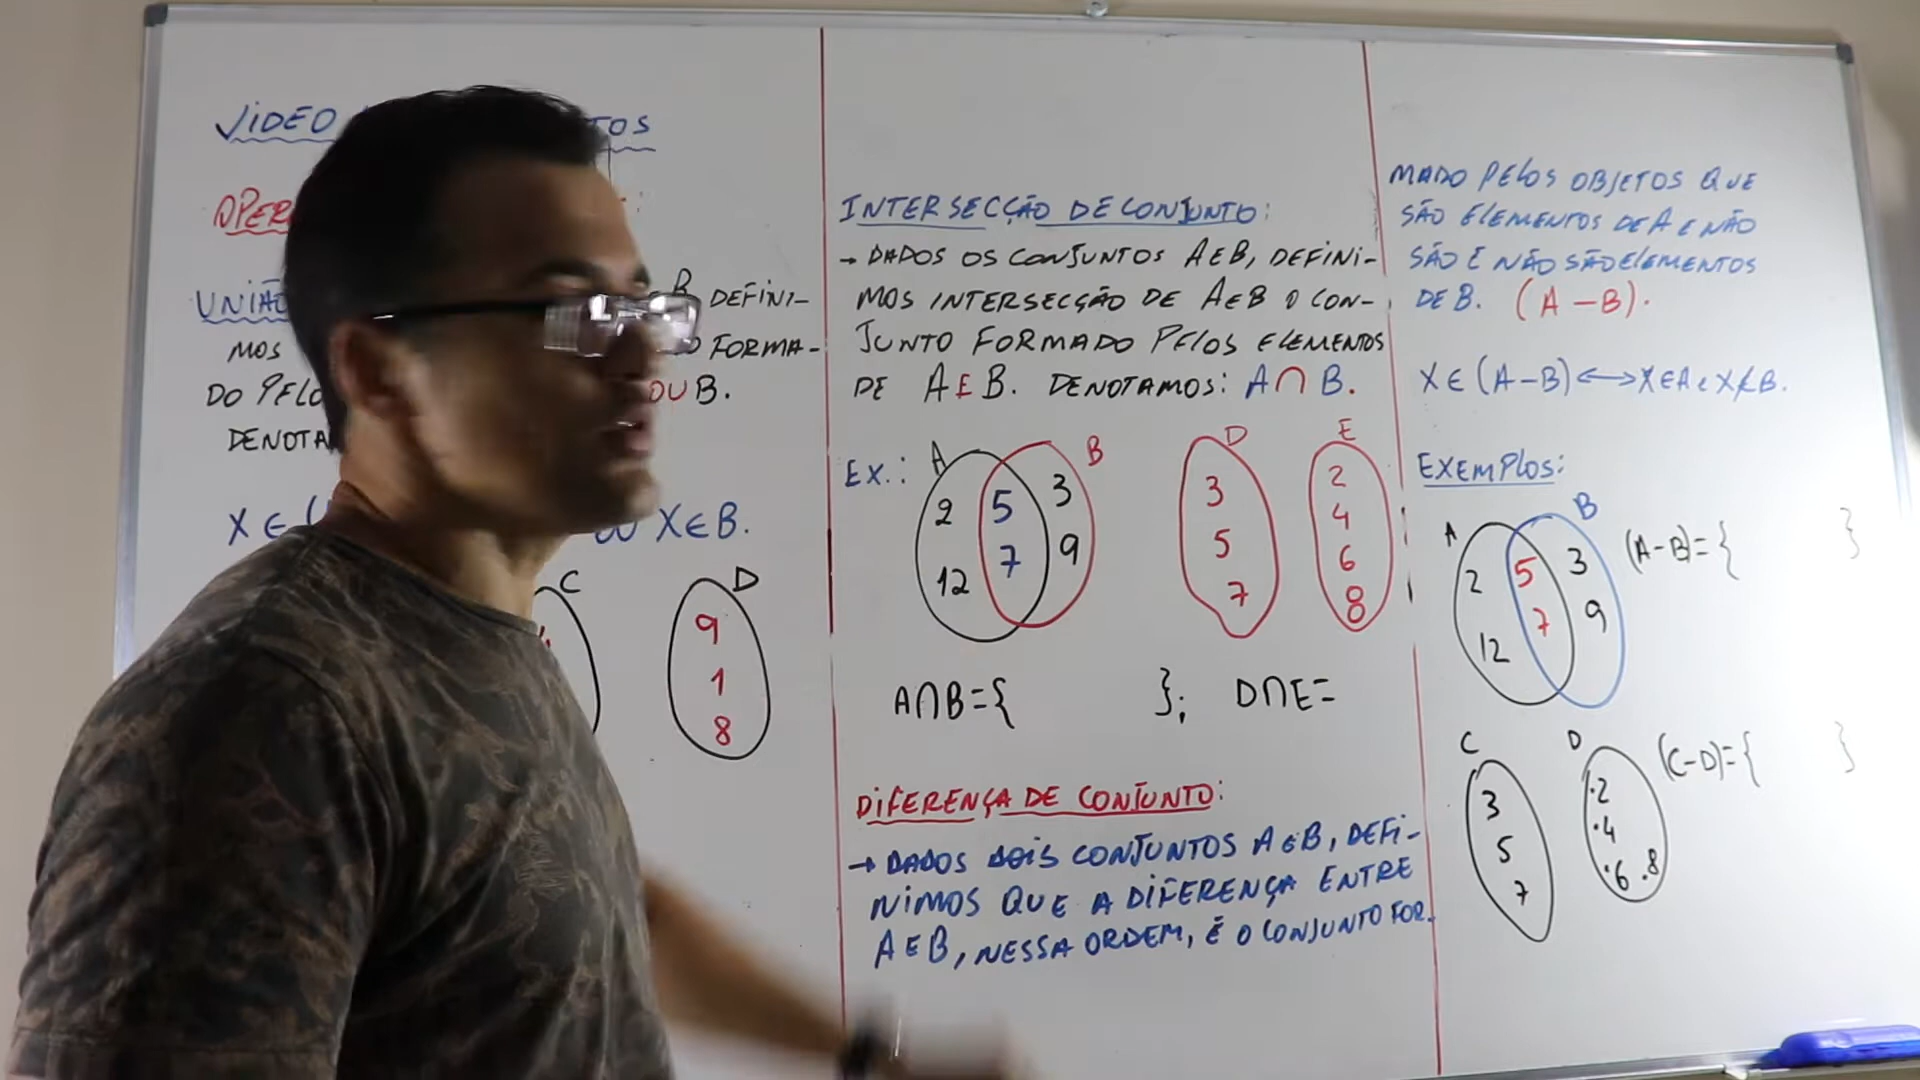 VIDEO TOS
OPER :
UNIÃO B DEFINI-
MOS FORMA-
DO PELO OU B.
DENOTA
X ∈ ( OU X ∈ B.
C D
9
1
8
INTERSECÇÃO DE CONJUNTO:
→ DADOS OS CONJUNTOS A E B, DEFINI-
MOS INTERSECÇÃO DE A E B O CON-
JUNTO FORMADO PELOS ELEMENTOS
DE A E B. DENOTAMOS: A ∩ B.
EX.: A B D E
2 5 3 3 2
12 7 9 5 4
7 6
8
A∩B={ }; D∩E=
DIFERENÇA DE CONJUNTO:
→ DADOS DOIS CONJUNTOS A E B, DEFI-
NIMOS QUE A DIFERENÇA ENTRE
A E B, NESSA ORDEM, É O CONJUNTO FOR.
MADO PELOS OBJETOS QUE
SÃO ELEMENTOS DE A E NÃO
SÃO E NÃO SÃO ELEMENTOS
DE B. (A - B).
X ∈ (A - B) ⟷ X ∈ A e X ∉ B.
EXEMPLOS:
A B (A-B)={ }
2 5 3
12 7 9
C D (C-D)={ }
3 .2
5 .4
7 .6 .8